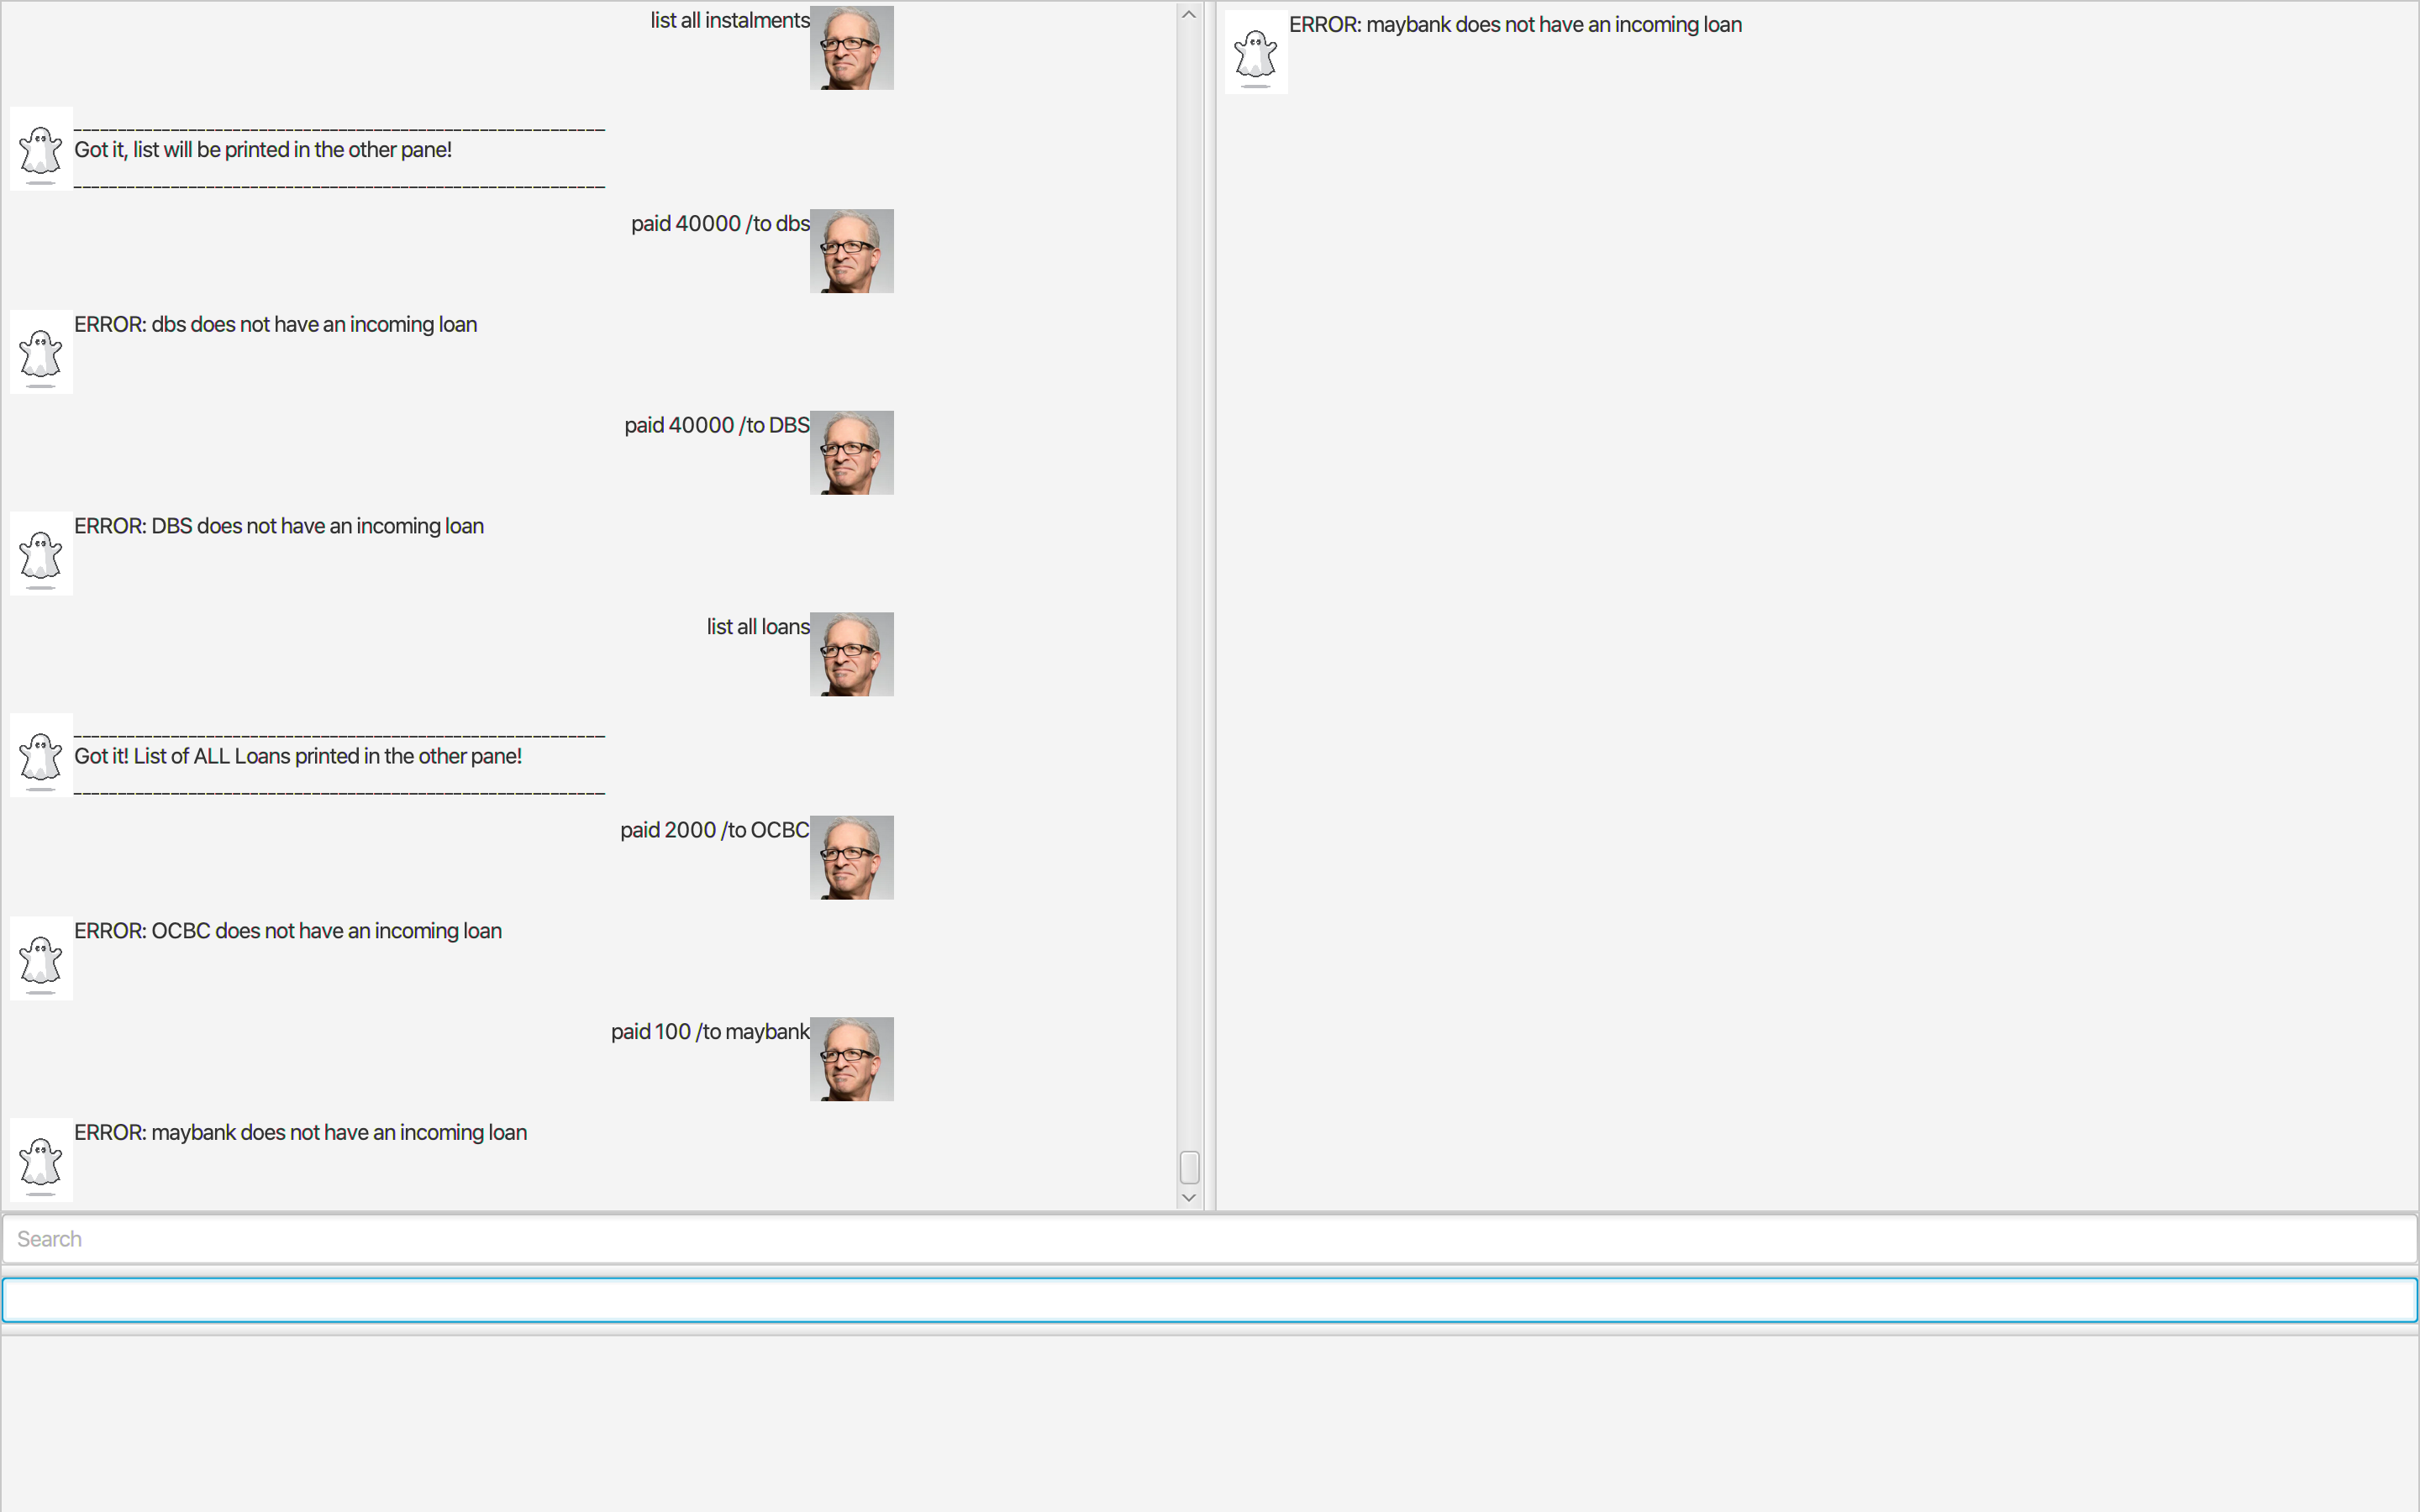 list all instalments
____________________________________________________________
Got it, list will be printed in the other pane!
____________________________________________________________
paid 40000 /to dbs
ERROR: dbs does not have an incoming loan
paid 40000 /to DBS
ERROR: DBS does not have an incoming loan
list all loans
____________________________________________________________
Got it! List of ALL Loans printed in the other pane!
____________________________________________________________
paid 2000 /to OCBC
ERROR: OCBC does not have an incoming loan
paid 100 /to maybank
ERROR: maybank does not have an incoming loan
ERROR: maybank does not have an incoming loan
Search